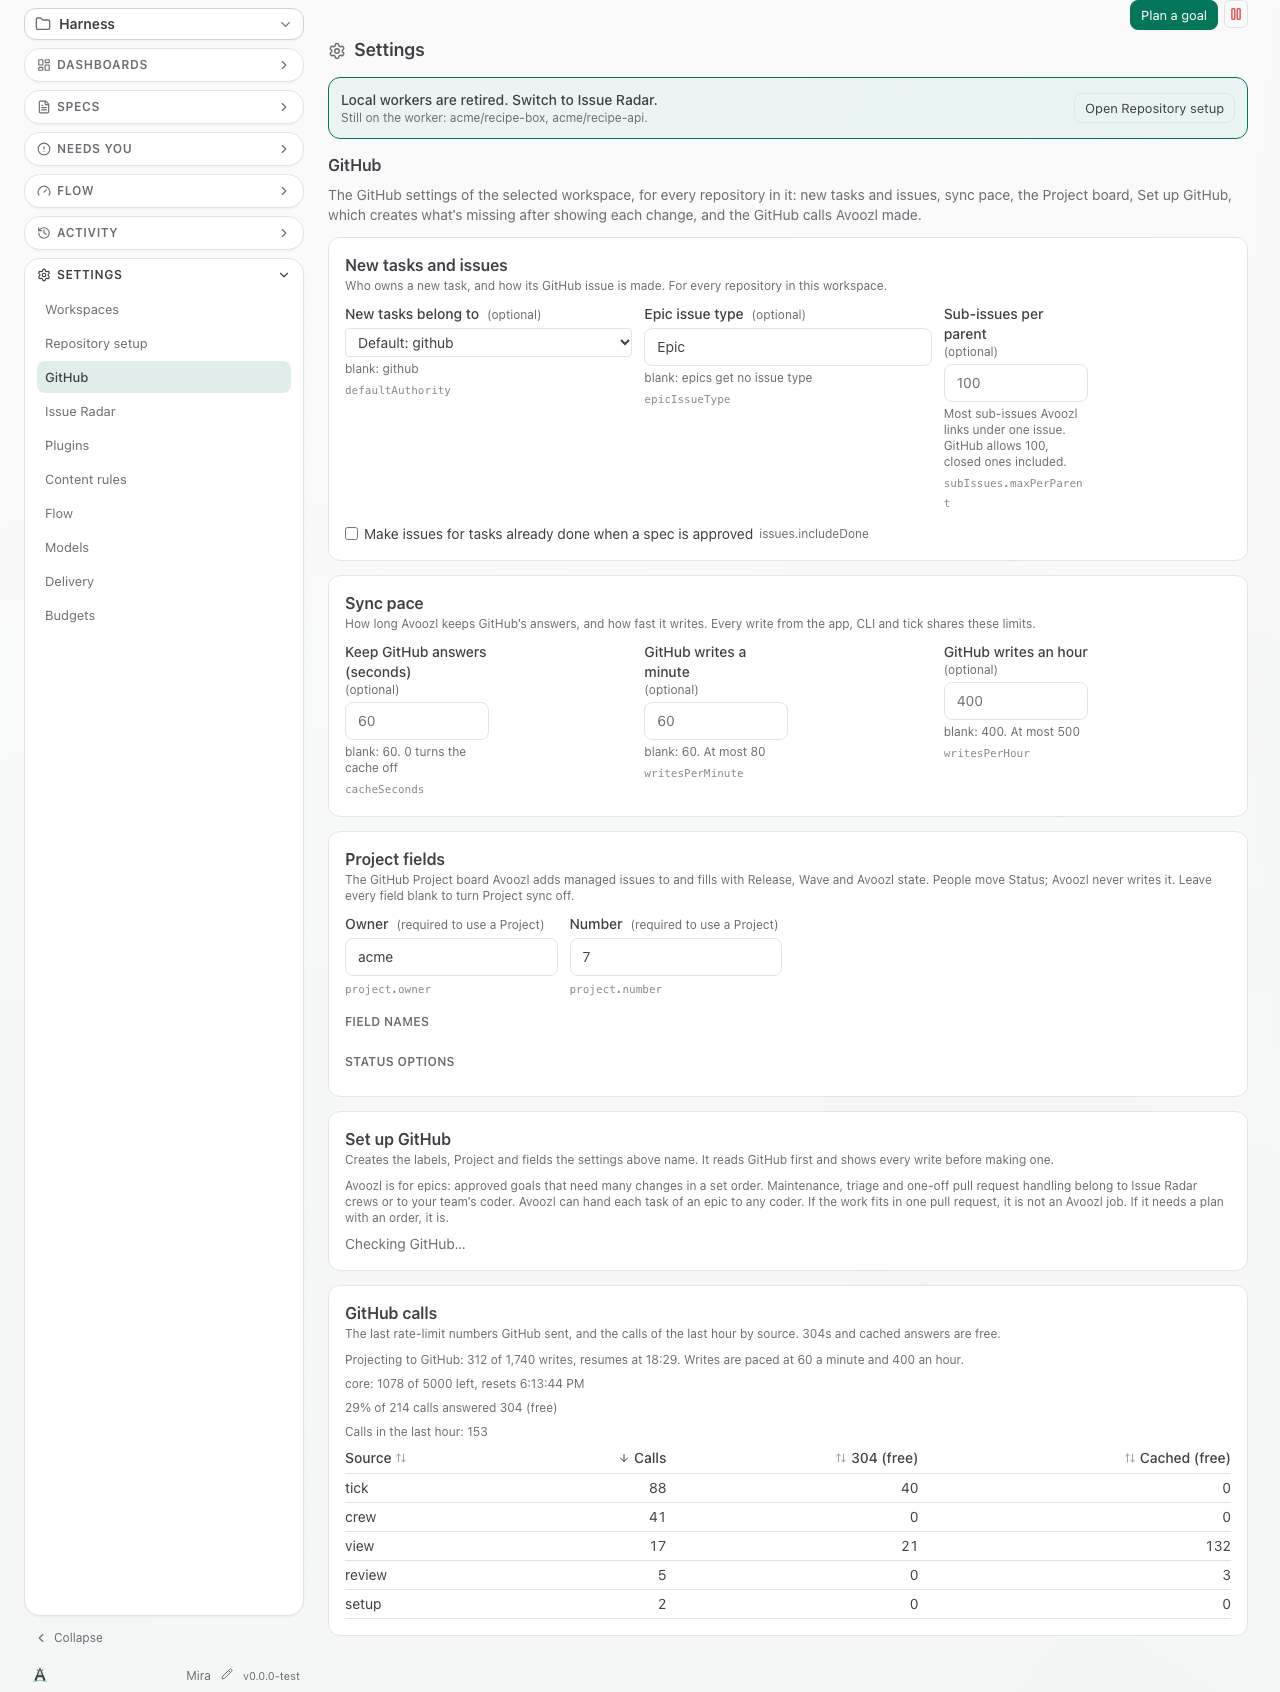 Harness
DASHBOARDS
SPECS
NEEDS YOU
FLOW
ACTIVITY
SETTINGS
Workspaces
Repository setup
GitHub
Issue Radar
Plugins
Content rules
Flow
Models
Delivery
Budgets
Collapse
Mira
v0.0.0-test
Plan a goal
Settings
Local workers are retired. Switch to Issue Radar.
Still on the worker: acme/recipe-box, acme/recipe-api.
Open Repository setup
GitHub
The GitHub settings of the selected workspace, for every repository in it: new tasks and issues, sync pace, the Project board, Set up GitHub,
which creates what's missing after showing each change, and the GitHub calls Avoozl made.
New tasks and issues
Who owns a new task, and how its GitHub issue is made. For every repository in this workspace.
New tasks belong to (optional)
Default: github
blank: github
defaultAuthority
Epic issue type (optional)
Epic
blank: epics get no issue type
epicIssueType
Sub-issues per
parent
(optional)
100
Most sub-issues Avoozl
links under one issue.
GitHub allows 100,
closed ones included.
subIssues.maxPerParen
t
Make issues for tasks already done when a spec is approved issues.includeDone
Sync pace
How long Avoozl keeps GitHub's answers, and how fast it writes. Every write from the app, CLI and tick shares these limits.
Keep GitHub answers
(seconds)
(optional)
60
blank: 60. 0 turns the
cache off
cacheSeconds
GitHub writes a
minute
(optional)
60
blank: 60. At most 80
writesPerMinute
GitHub writes an hour
(optional)
400
blank: 400. At most 500
writesPerHour
Project fields
The GitHub Project board Avoozl adds managed issues to and fills with Release, Wave and Avoozl state. People move Status; Avoozl never writes it. Leave
every field blank to turn Project sync off.
Owner (required to use a Project)
acme
project.owner
Number (required to use a Project)
7
project.number
FIELD NAMES
STATUS OPTIONS
Set up GitHub
Creates the labels, Project and fields the settings above name. It reads GitHub first and shows every write before making one.
Avoozl is for epics: approved goals that need many changes in a set order. Maintenance, triage and one-off pull request handling belong to Issue Radar
crews or to your team's coder. Avoozl can hand each task of an epic to any coder. If the work fits in one pull request, it is not an Avoozl job. If it needs a plan
with an order, it is.
Checking GitHub...
GitHub calls
The last rate-limit numbers GitHub sent, and the calls of the last hour by source. 304s and cached answers are free.
Projecting to GitHub: 312 of 1,740 writes, resumes at 18:29. Writes are paced at 60 a minute and 400 an hour.
core: 1078 of 5000 left, resets 6:13:44 PM
29% of 214 calls answered 304 (free)
Calls in the last hour: 153
Source Calls 304 (free) Cached (free)
tick 88 40 0
crew 41 0 0
view 17 21 132
review 5 0 3
setup 2 0 0